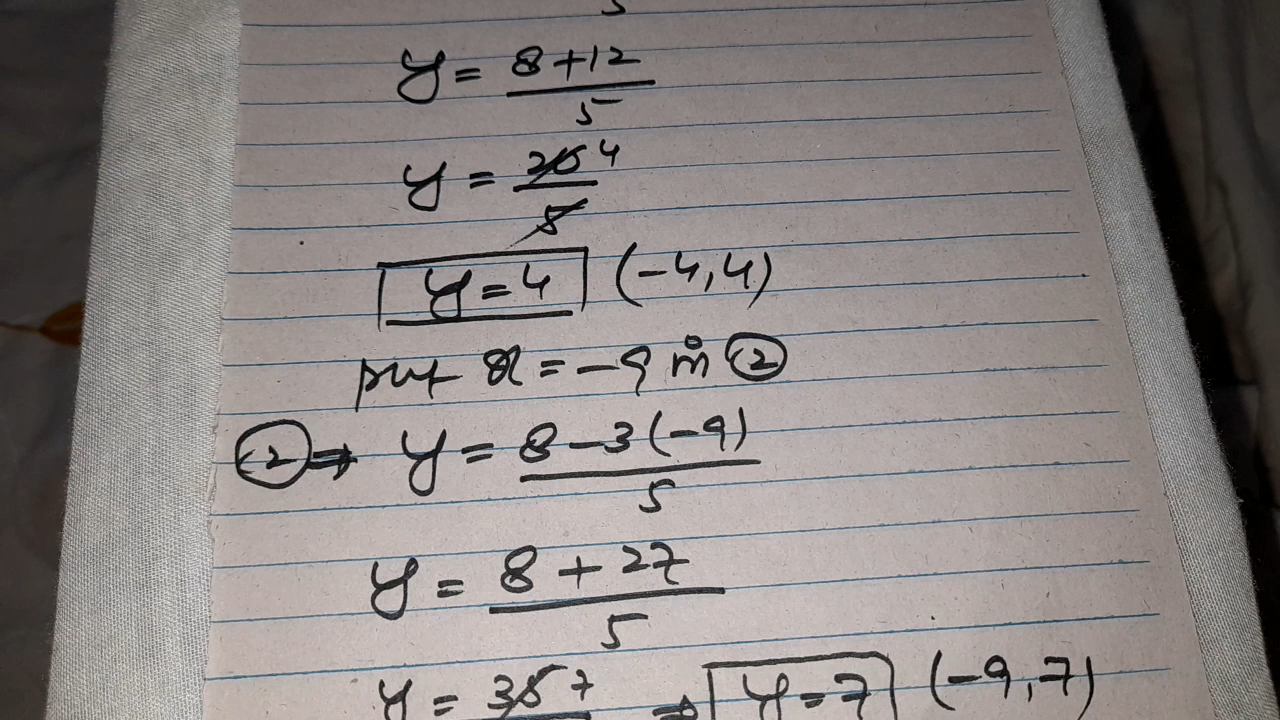 y = 8+12
5
y = 20 4
5
y = 4 (-4,4)
put x = -9 in 2
2 ⇒ y = 8-3(-9)
5
y = 8 + 27
5
y = 35 7 ⇒ y = 7 (-9,7)